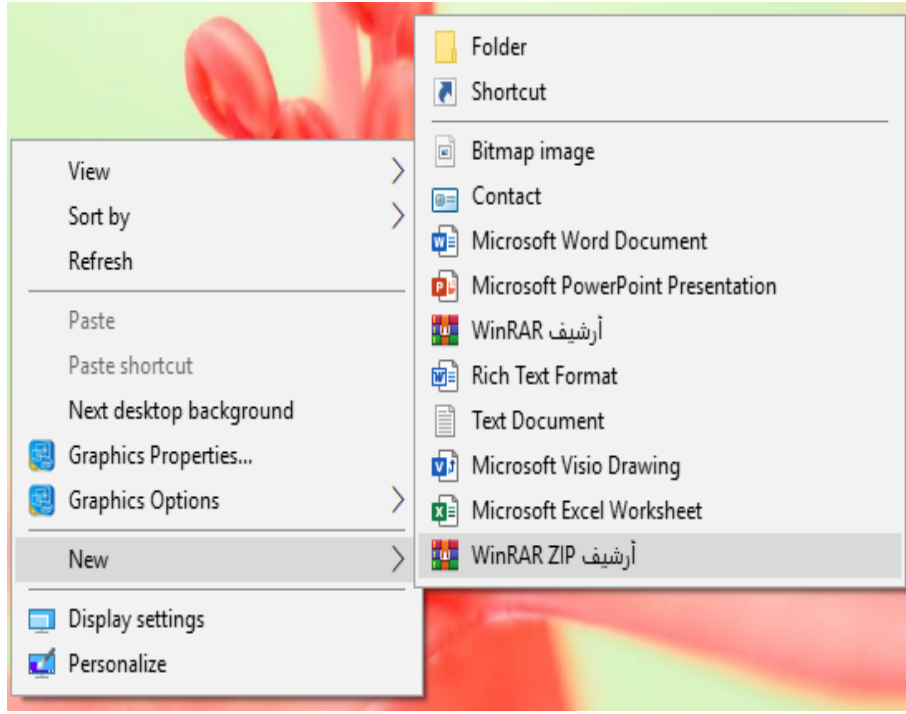 View
Sort by
Refresh
Paste
Paste shortcut
Next desktop background
Graphics Properties...
Graphics Options
New
Display settings
Personalize
Folder
Shortcut
Bitmap image
Contact
Microsoft Word Document
Microsoft PowerPoint Presentation
أرشيف WinRAR
Rich Text Format
Text Document
Microsoft Visio Drawing
Microsoft Excel Worksheet
أرشيف WinRAR ZIP